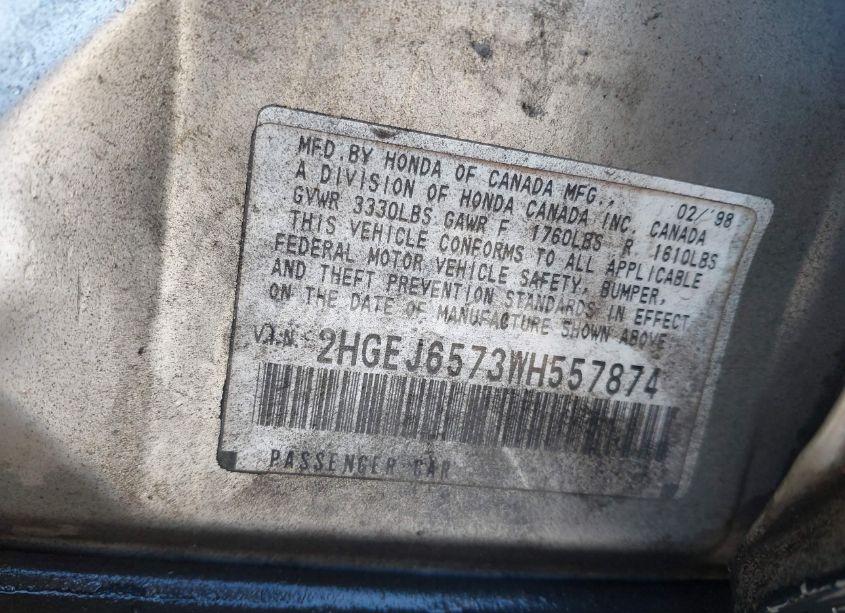 MFD.BY HONDA OF CANADA MFG., 02/'98
A DIVISION OF HONDA CANADA INC. CANADA
GVWR 3330LBS GAWR F 1760LBS R 1610LBS
THIS VEHICLE CONFORMS TO ALL APPLICABLE
FEDERAL MOTOR VEHICLE SAFETY, BUMPER,
AND THEFT PREVENTION STANDARDS IN EFFECT
ON THE DATE OF MANUFACTURE SHOWN ABOVE
V.I.N. 2HGEJ6573WH557874
PASSENGER CAR